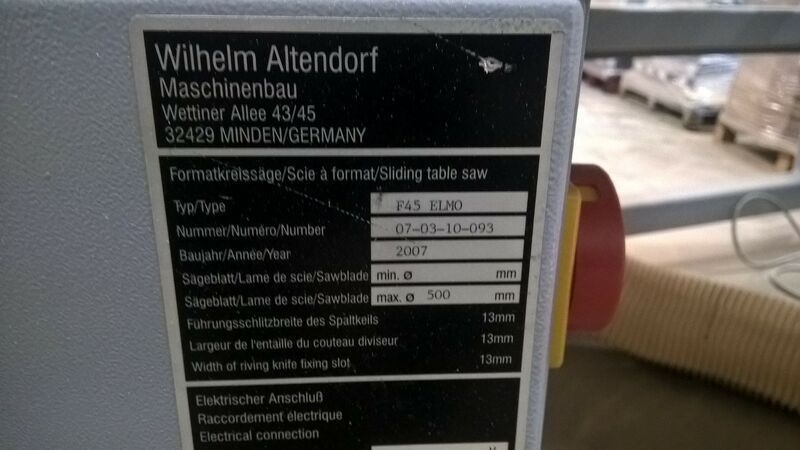 Wilhelm Altendorf
Maschinenbau
Wettiner Allee 43/45
32429 MINDEN/GERMANY
Formatkreissäge/Scie à format/Sliding table saw
Typ/Type F45 ELMO
Nummer/Numéro/Number 07-03-10-093
Baujahr/Année/Year 2007
Sägeblatt/Lame de scie/Sawblade min. ø mm
Sägeblatt/Lame de scie/Sawblade max. ø 500 mm
Führungsschlitzbreite des Spaltkeils 13mm
Largeur de l'entaille du couteau diviseur 13mm
Width of riving knife fixing slot 13mm
Elektrischer Anschluß
Raccordement électrique
Electrical connection